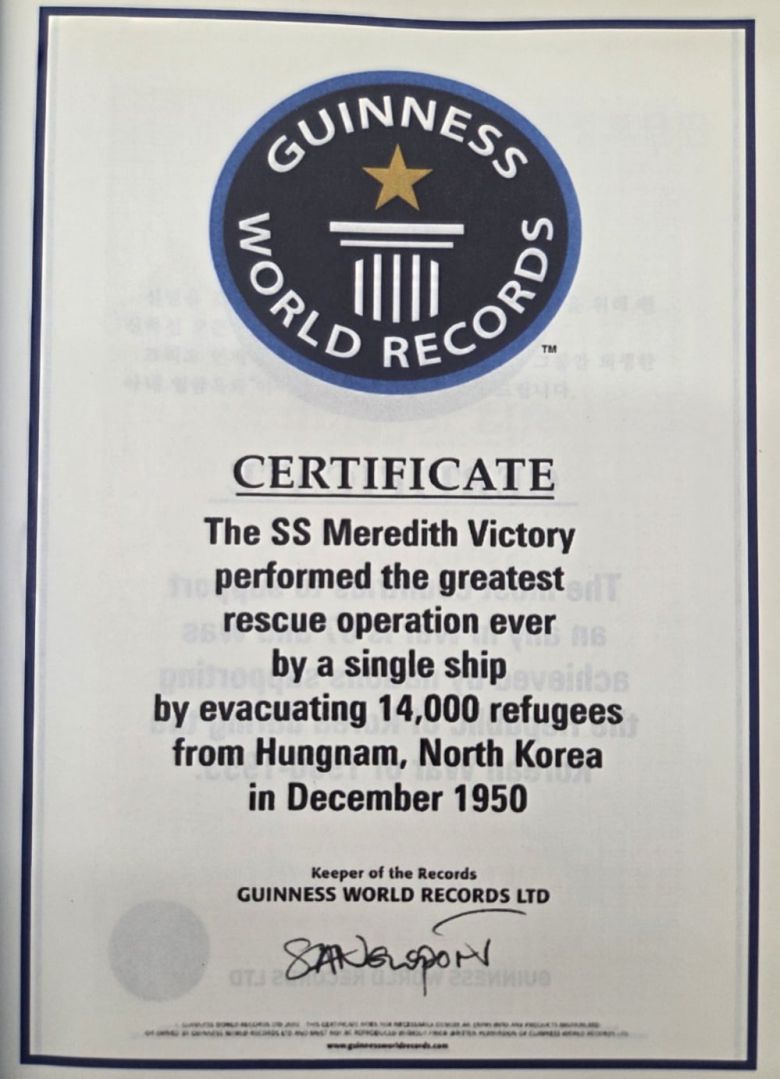 GUINNESS
WORLD RECORDS
TM
CERTIFICATE
The SS Meredith Victory
performed the greatest
rescue operation ever
by a single ship
by evacuating 14,000 refugees
from Hungnam, North Korea
in December 1950
Keeper of the Records
GUINNESS WORLD RECORDS LTD
www.guinnessworldrecords.com